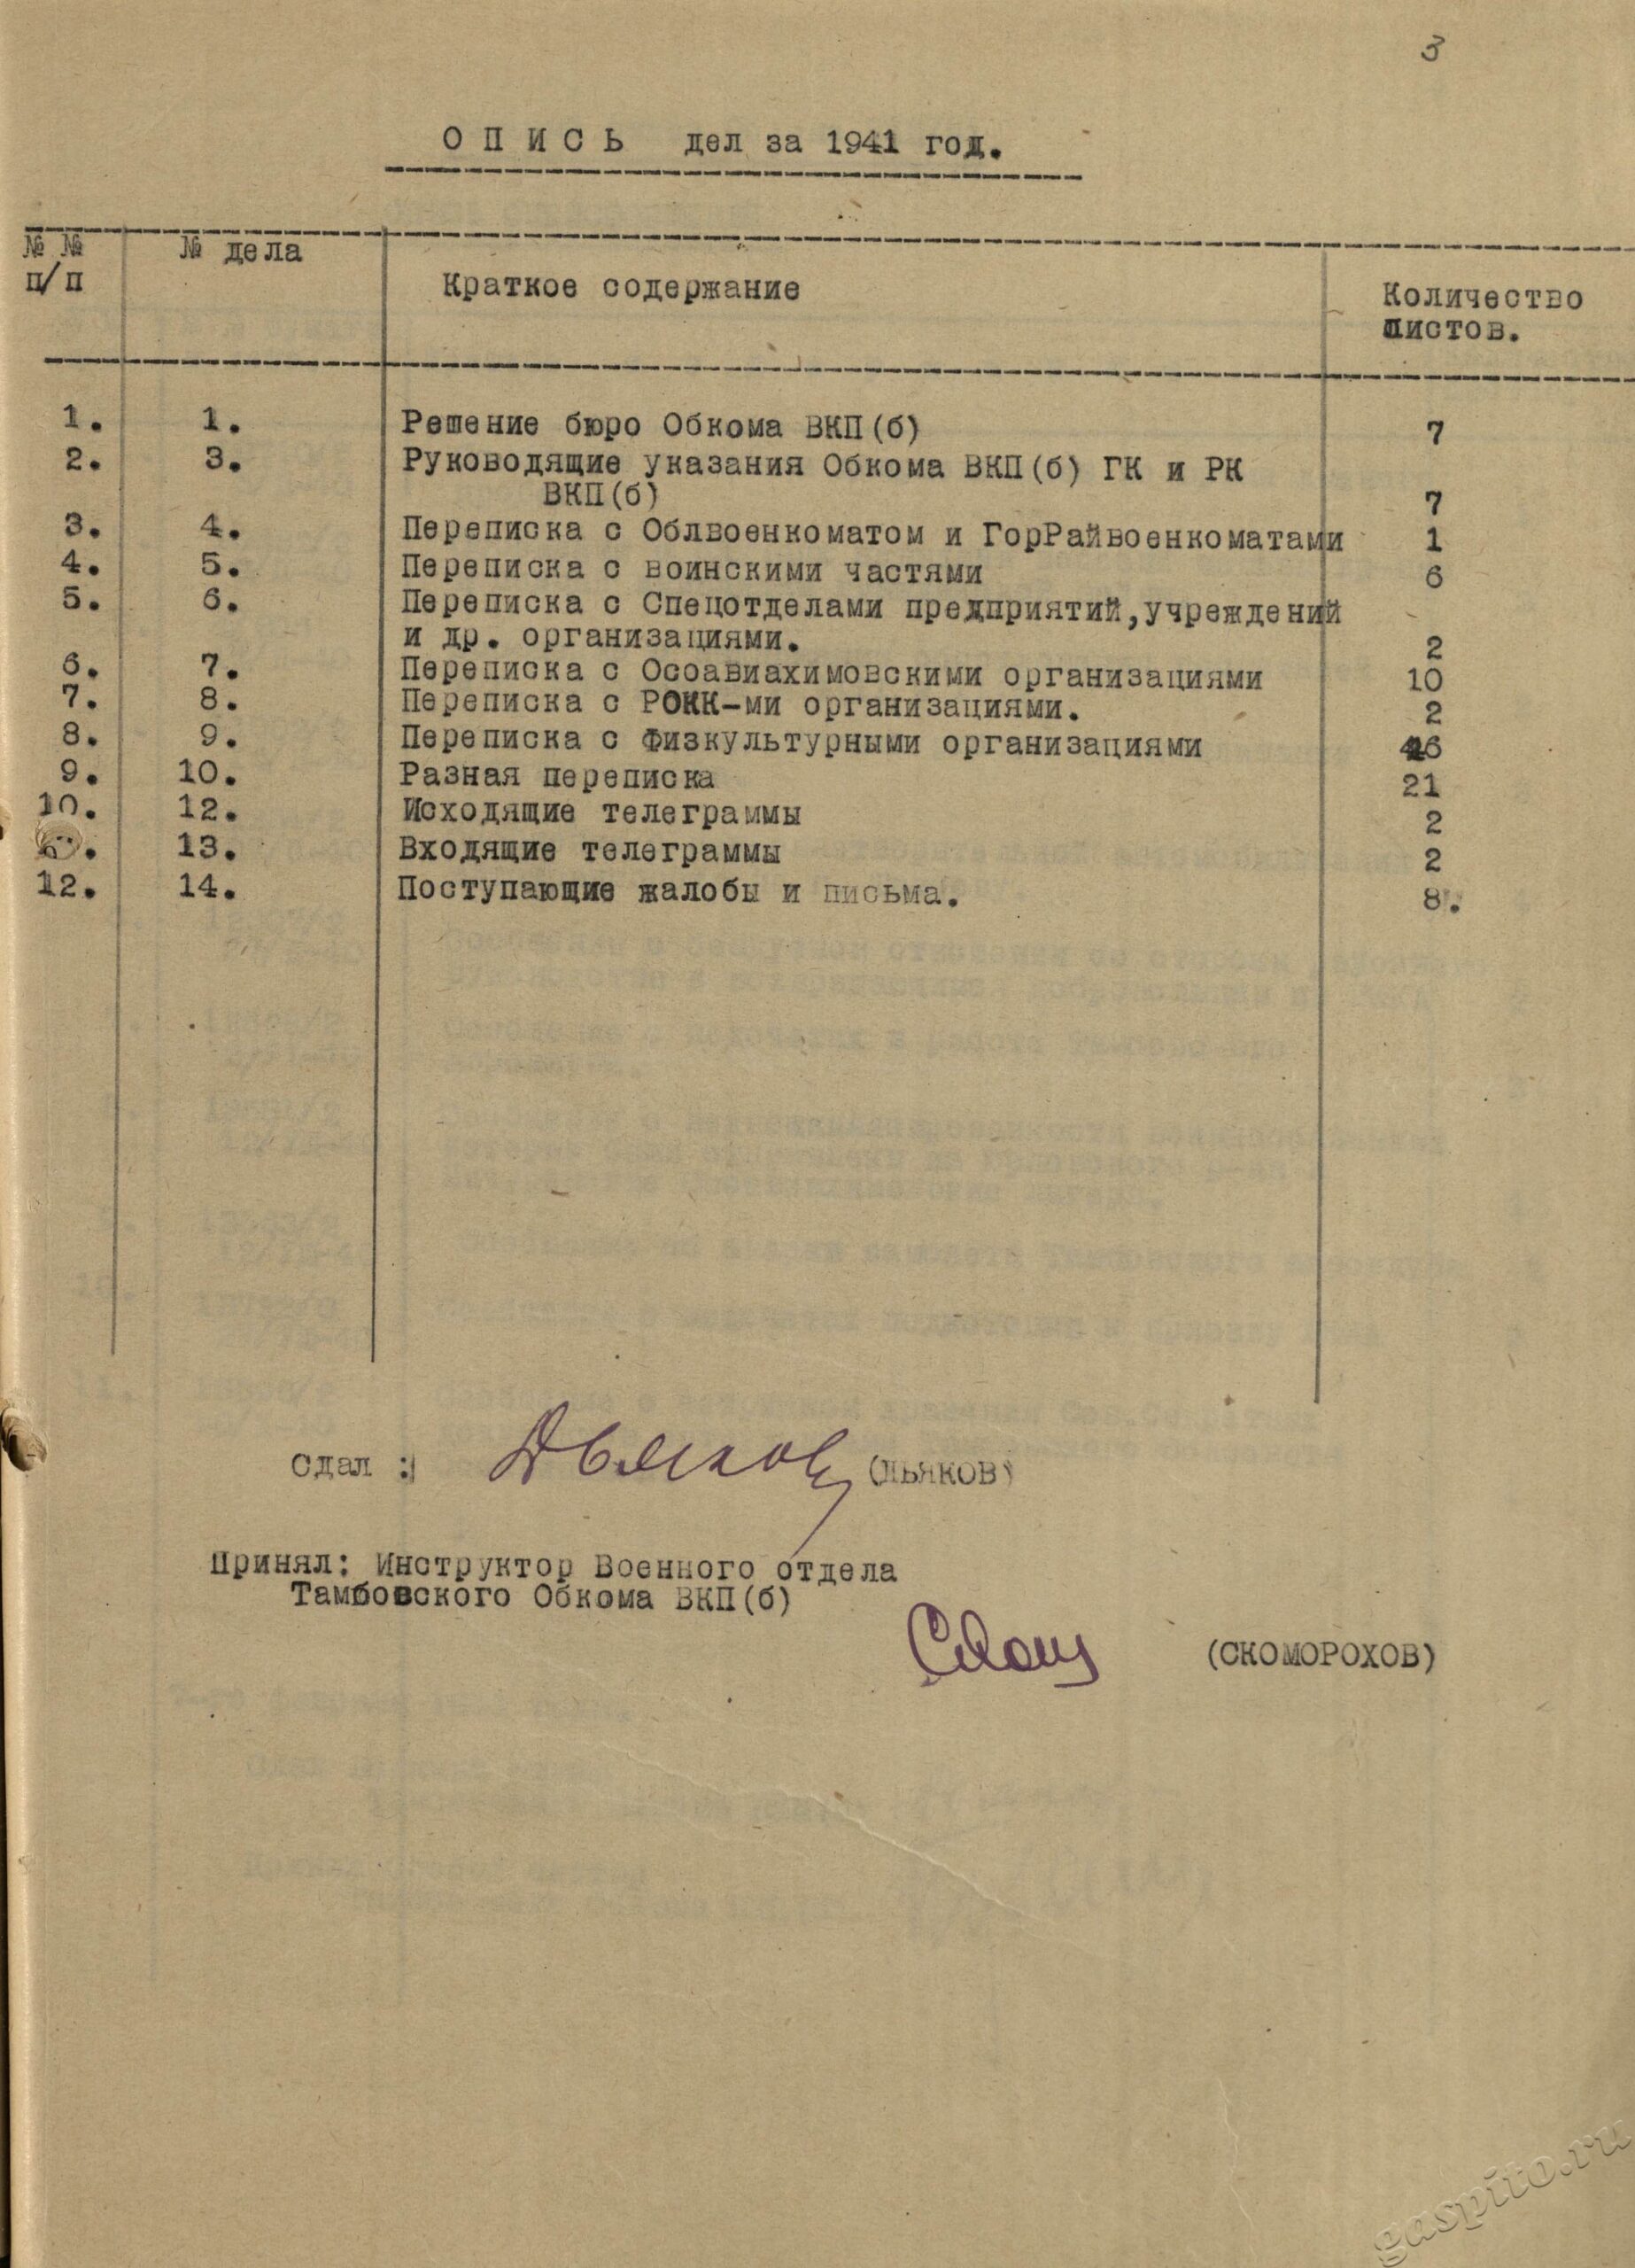 3
О П И С Ь дел за 1941 год.
№ № № дела
п/п Краткое содержание Количество
листов.
1. 1. Решение бюро Обкома ВКП(б) 7
2. 3. Руководящие указания Обкома ВКП(б) ГК и РК
ВКП(б) 7
3. 4. Переписка с Облвоенкоматом и ГорРайвоенкоматами 1
4. 5. Переписка с воинскими частями 6
5. 6. Переписка с Спецотделами предприятий,учреждений
и др. организациями. 2
6. 7. Переписка с Осоавиахимовскими организациями 10
7. 8. Переписка с РОКК-ми организациями. 2
8. 9. Переписка с Физкультурными организациями
9. 10. Разная переписка 21
10. 12. Исходящие телеграммы 2
13. Входящие телеграммы 2
12. 14. Поступающие жалобы и письма. 8.
Сдал : Дьяков (ДЬЯКОВ)
Принял: Инструктор Военного отдела
Тамбовского Обкома ВКП(б)
(СКОМОРОХОВ)
gaspito.ru